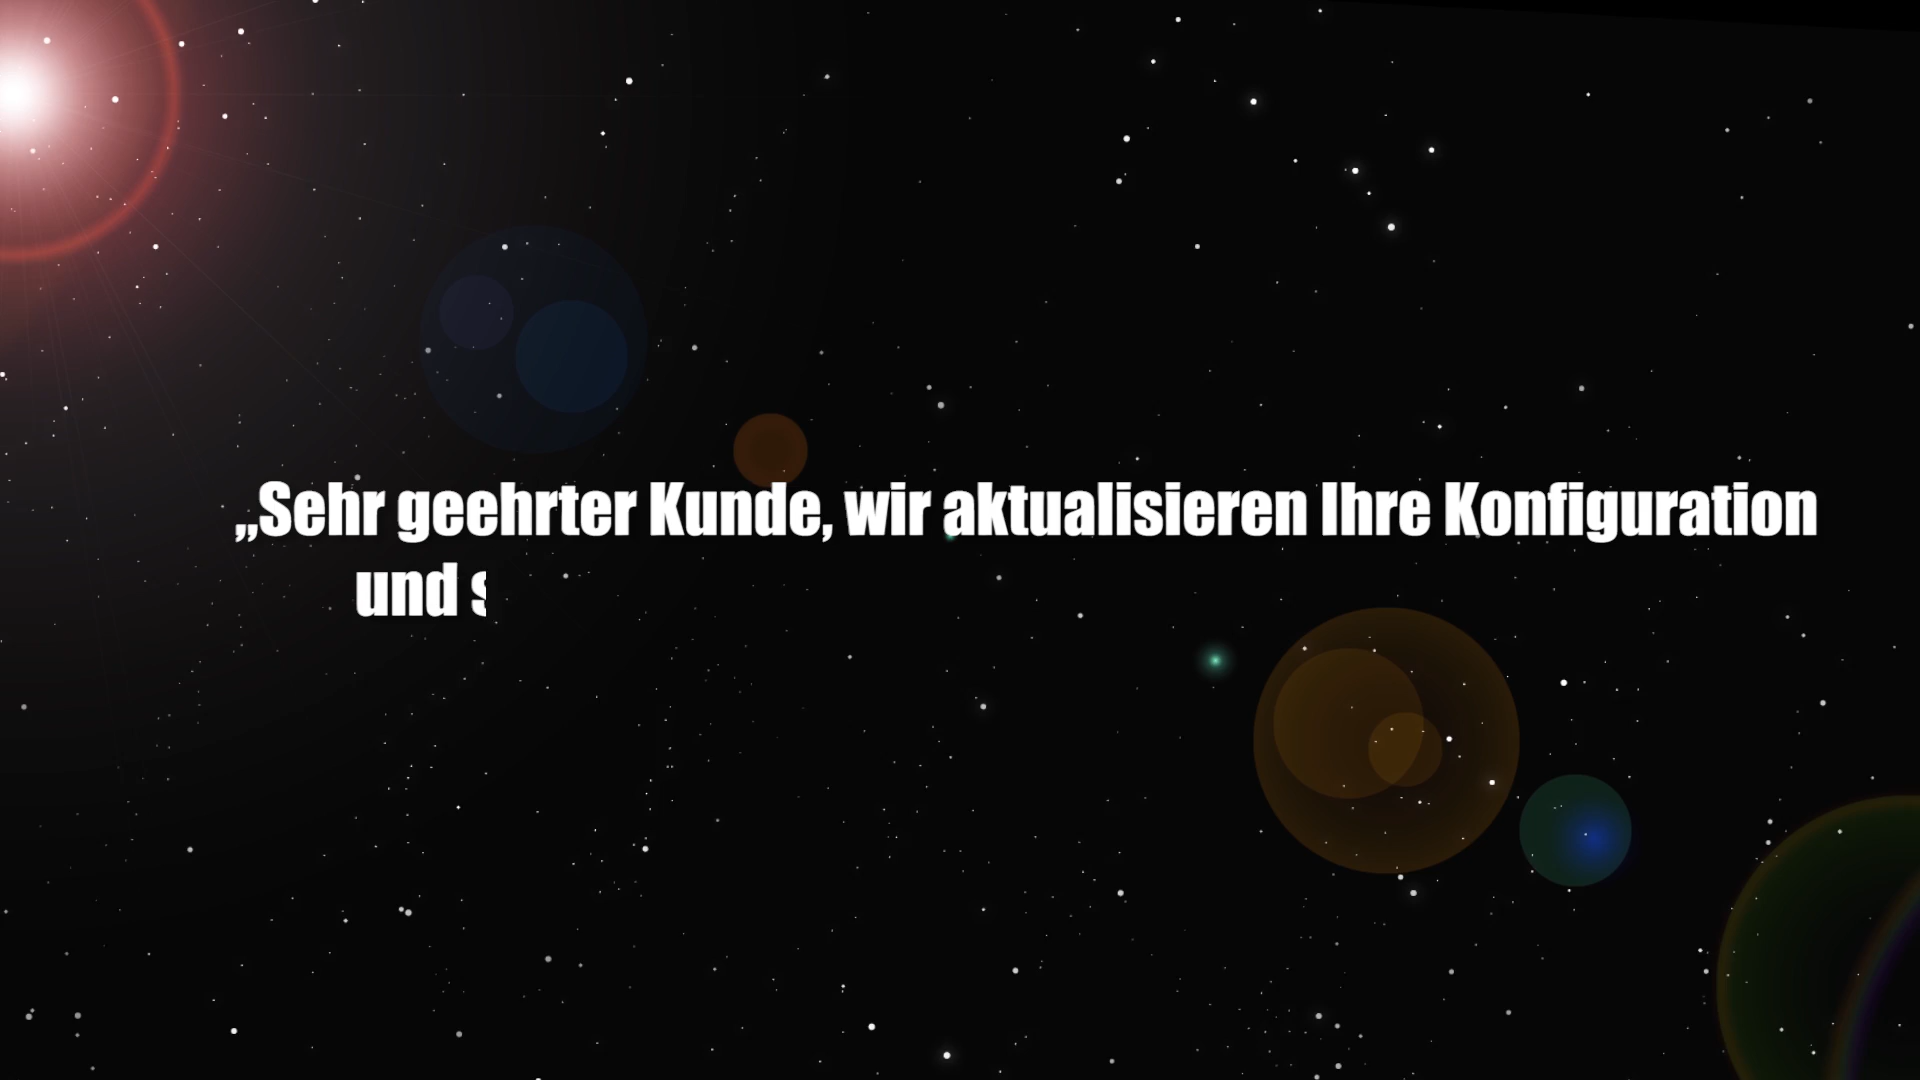 „Sehr geehrter Kunde, wir aktualisieren Ihre Konfiguration
und